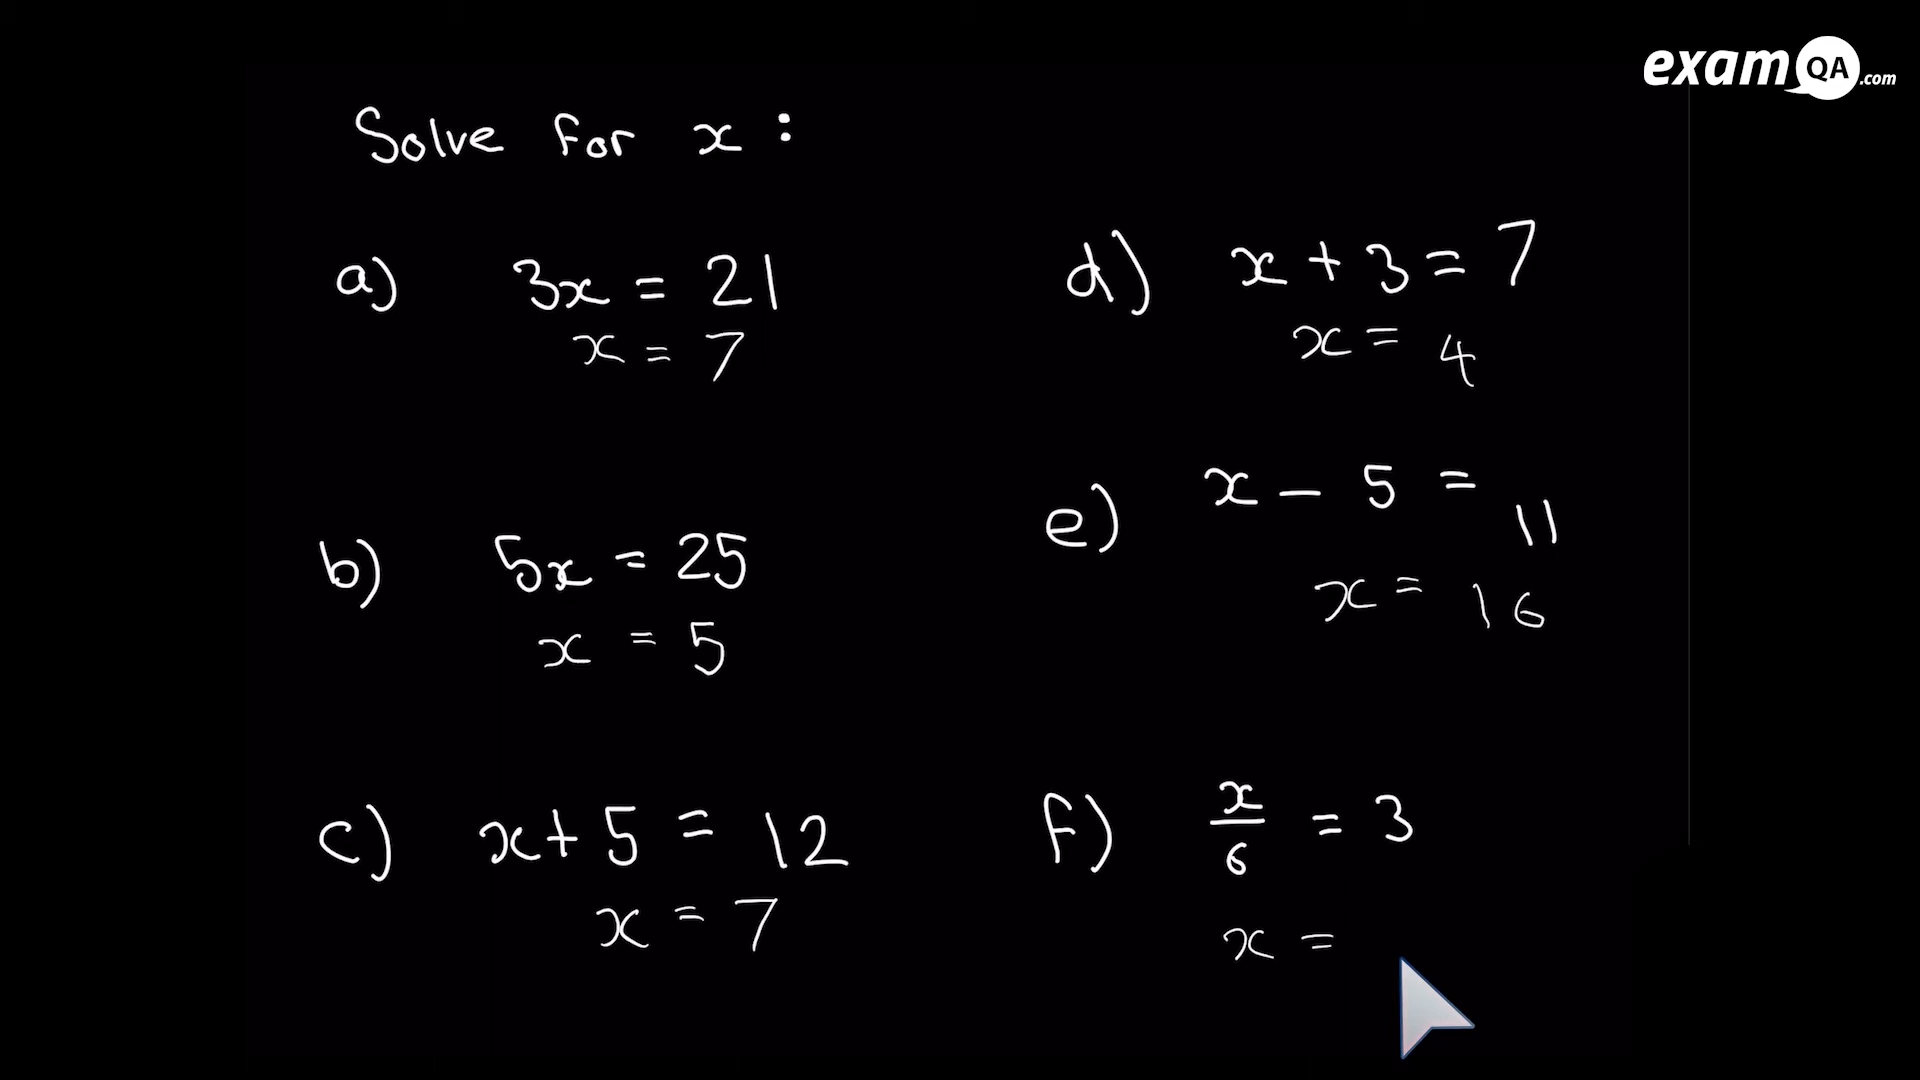 examQA.com
Solve for x:
a) 3x = 21
x = 7
b) 5x = 25
x = 5
c) x+5 = 12
x = 7
d) x + 3 = 7
x = 4
e) x - 5 = 11
x = 16
f) x/6 = 3
x =